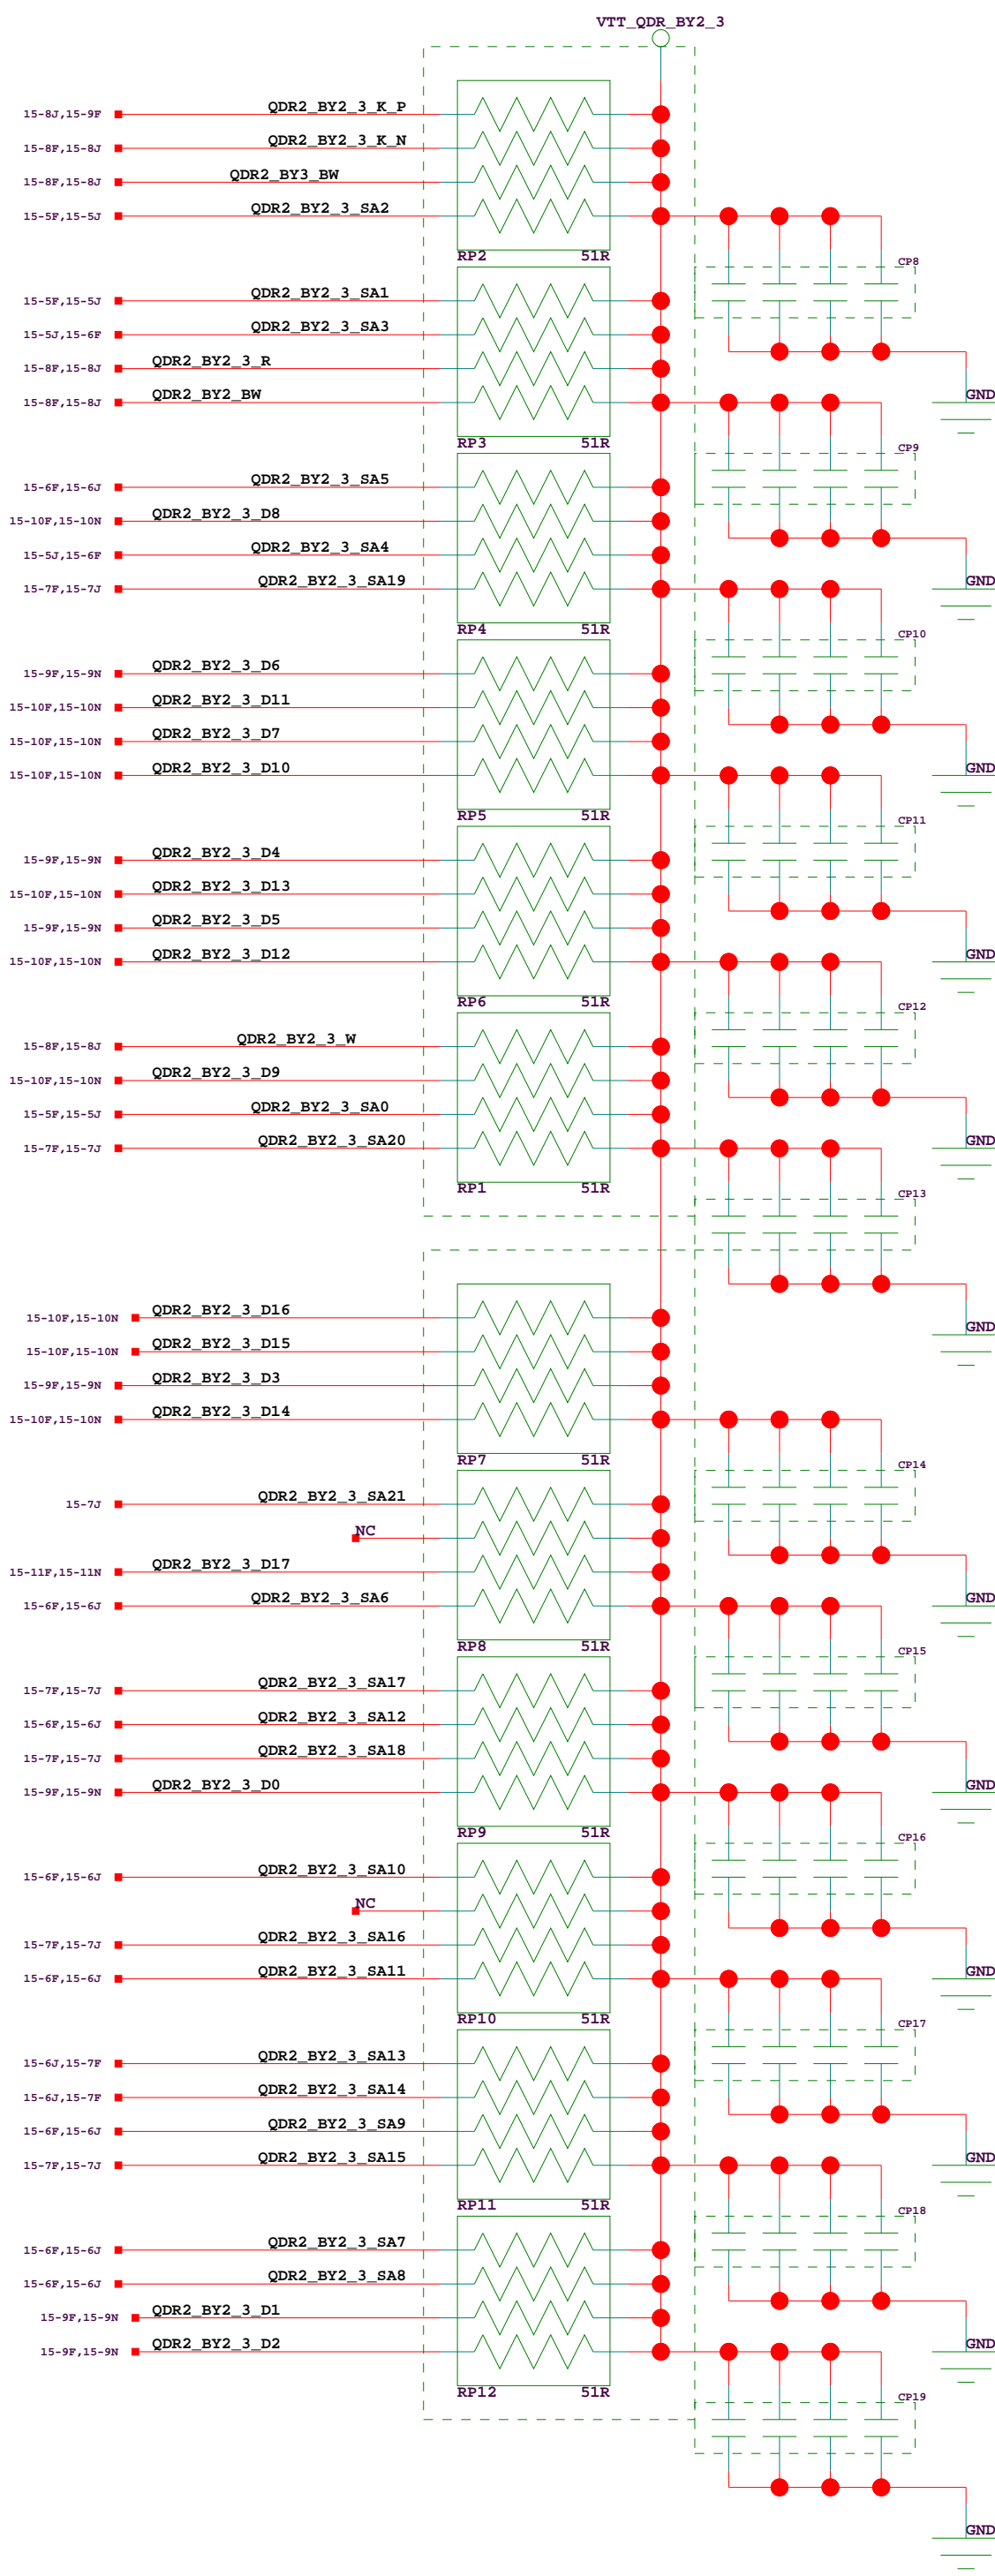 VTT_QDR_BY2_3
15-8J,15-9F QDR2_BY2_3_K_P
15-8F,15-8J QDR2_BY2_3_K_N
15-8F,15-8J QDR2_BY3_BW
15-5F,15-5J QDR2_BY2_3_SA2
RP2 51R CP8
15-5F,15-5J QDR2_BY2_3_SA1
15-5J,15-6F QDR2_BY2_3_SA3
15-8F,15-8J QDR2_BY2_3_R
15-8F,15-8J QDR2_BY2_BW GND
RP3 51R CP9
15-6F,15-6J QDR2_BY2_3_SA5
15-10F,15-10N QDR2_BY2_3_D8
15-5J,15-6F QDR2_BY2_3_SA4
15-7F,15-7J QDR2_BY2_3_SA19 GND
RP4 51R CP10
15-9F,15-9N QDR2_BY2_3_D6
15-10F,15-10N QDR2_BY2_3_D11
15-10F,15-10N QDR2_BY2_3_D7
15-10F,15-10N QDR2_BY2_3_D10 GND
RP5 51R CP11
15-9F,15-9N QDR2_BY2_3_D4
15-10F,15-10N QDR2_BY2_3_D13
15-9F,15-9N QDR2_BY2_3_D5
15-10F,15-10N QDR2_BY2_3_D12 GND
RP6 51R CP12
15-8F,15-8J QDR2_BY2_3_W
15-10F,15-10N QDR2_BY2_3_D9
15-5F,15-5J QDR2_BY2_3_SA0
15-7F,15-7J QDR2_BY2_3_SA20 GND
RP1 51R CP13
15-10F,15-10N QDR2_BY2_3_D16 GND
15-10F,15-10N QDR2_BY2_3_D15
15-9F,15-9N QDR2_BY2_3_D3
15-10F,15-10N QDR2_BY2_3_D14
RP7 51R CP14
15-7J QDR2_BY2_3_SA21
NC
15-11F,15-11N QDR2_BY2_3_D17
15-6F,15-6J QDR2_BY2_3_SA6 GND
RP8 51R CP15
15-7F,15-7J QDR2_BY2_3_SA17
15-6F,15-6J QDR2_BY2_3_SA12
15-7F,15-7J QDR2_BY2_3_SA18
15-9F,15-9N QDR2_BY2_3_D0 GND
RP9 51R CP16
15-6F,15-6J QDR2_BY2_3_SA10
NC
15-7F,15-7J QDR2_BY2_3_SA16
15-6F,15-6J QDR2_BY2_3_SA11 GND
RP10 51R CP17
15-6J,15-7F QDR2_BY2_3_SA13
15-6J,15-7F QDR2_BY2_3_SA14
15-6F,15-6J QDR2_BY2_3_SA9
15-7F,15-7J QDR2_BY2_3_SA15 GND
RP11 51R CP18
15-6F,15-6J QDR2_BY2_3_SA7
15-6F,15-6J QDR2_BY2_3_SA8
15-9F,15-9N QDR2_BY2_3_D1
15-9F,15-9N QDR2_BY2_3_D2 GND
RP12 51R CP19
GND